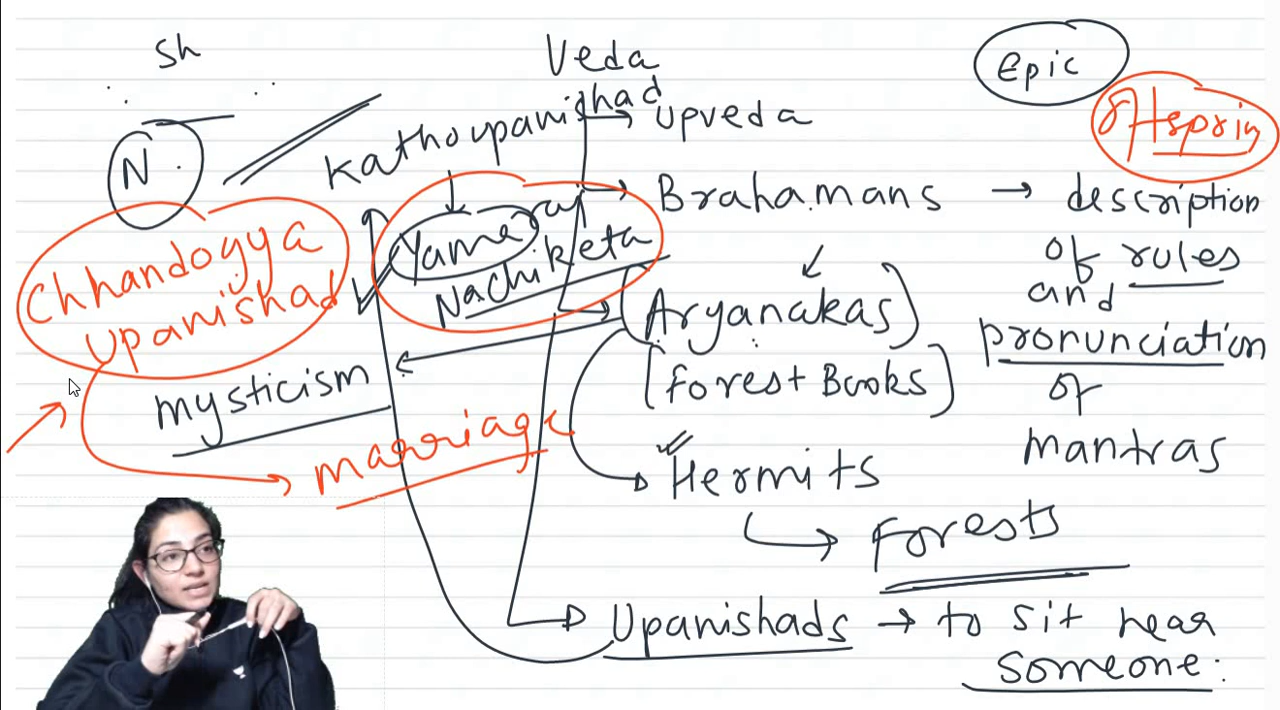 Sh
Veda
Epic
Upveda
Kathoupanishad
N
Brahamans → description
of rules
and
pronunciation
of
mantras
Yamaraj
Nachiketa
Chhandogya
Upanishad
(Aryanakas)
[Forest Books]
mysticism
marriage
Hermits
Forests
Upanishads → to sit near
someone: